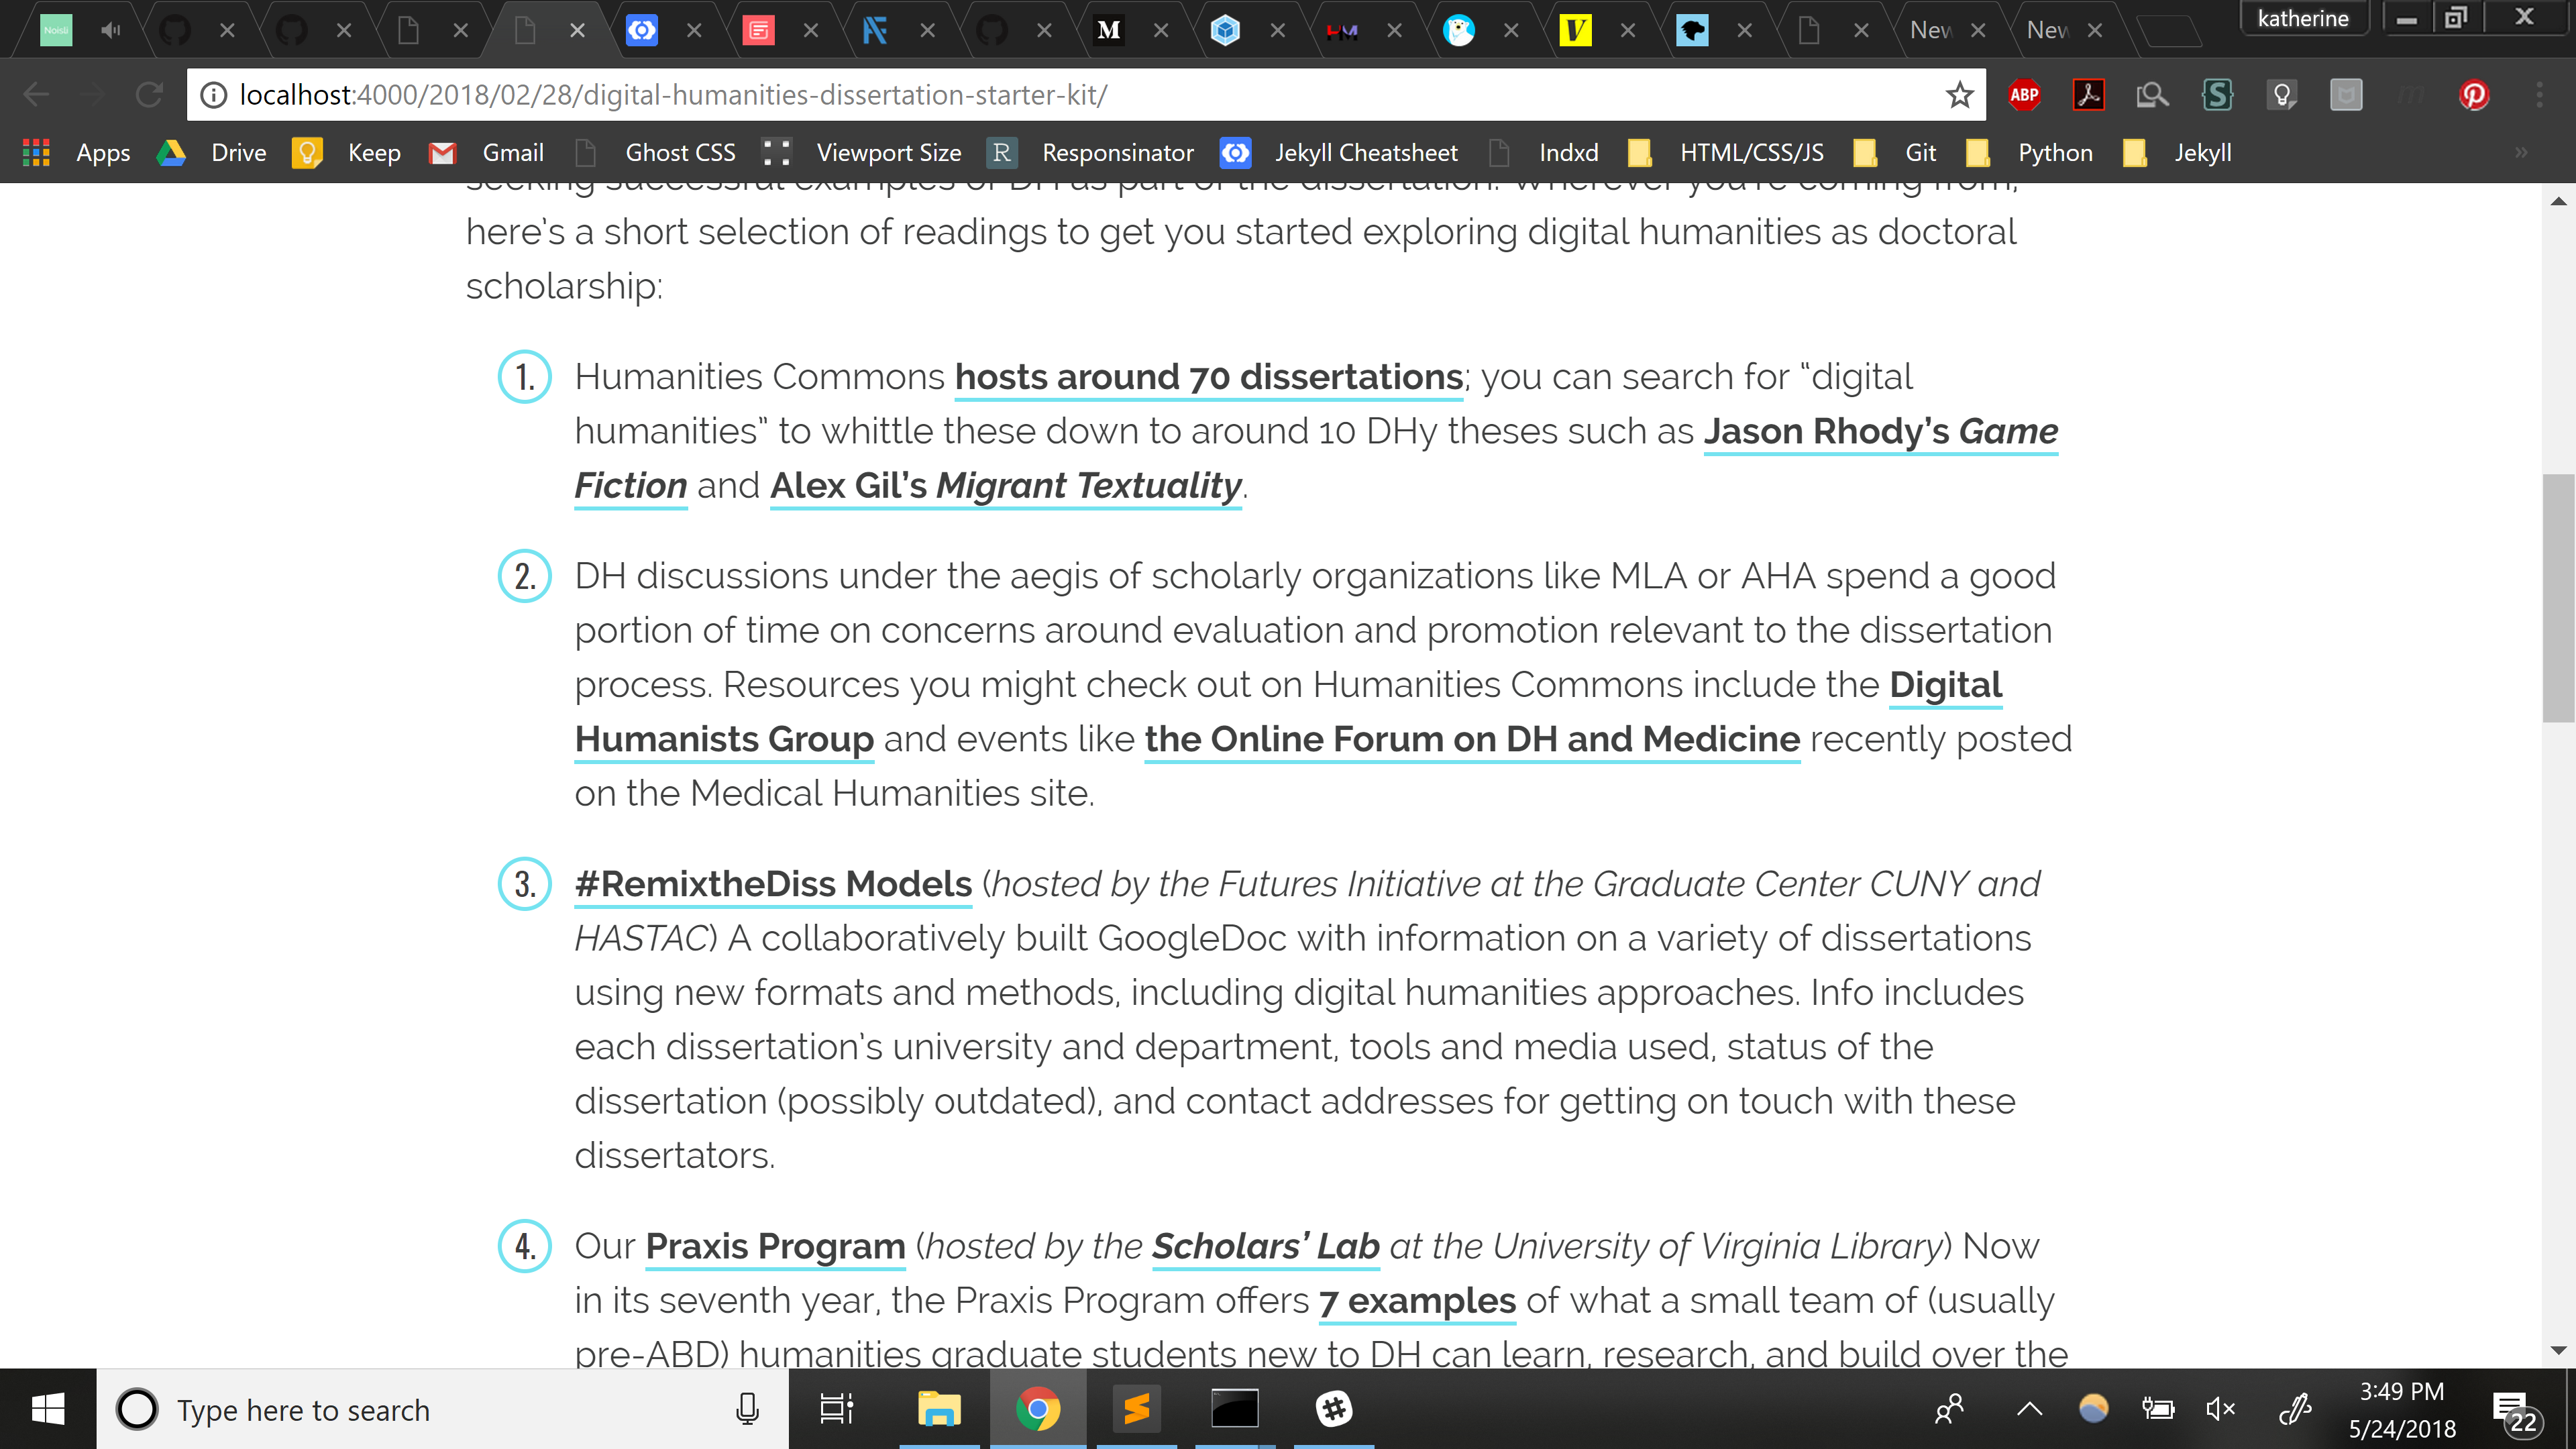 Noisli
M
HM
V
New
New
katherine
localhost:4000/2018/02/28/digital-humanities-dissertation-starter-kit/
ABP
S
m
Apps Drive Keep Gmail Ghost CSS Viewport Size R Responsinator Jekyll Cheatsheet Indxd HTML/CSS/JS Git Python Jekyll »
seeking successful examples of DH as part of the dissertation. Wherever you're coming from,
here's a short selection of readings to get you started exploring digital humanities as doctoral
scholarship:
1. Humanities Commons hosts around 70 dissertations; you can search for “digital
humanities” to whittle these down to around 10 DHy theses such as Jason Rhody’s Game
Fiction and Alex Gil’s Migrant Textuality.
2. DH discussions under the aegis of scholarly organizations like MLA or AHA spend a good
portion of time on concerns around evaluation and promotion relevant to the dissertation
process. Resources you might check out on Humanities Commons include the Digital
Humanists Group and events like the Online Forum on DH and Medicine recently posted
on the Medical Humanities site.
3. #RemixtheDiss Models (hosted by the Futures Initiative at the Graduate Center CUNY and
HASTAC) A collaboratively built GoogleDoc with information on a variety of dissertations
using new formats and methods, including digital humanities approaches. Info includes
each dissertation’s university and department, tools and media used, status of the
dissertation (possibly outdated), and contact addresses for getting on touch with these
dissertators.
4. Our Praxis Program (hosted by the Scholars’ Lab at the University of Virginia Library) Now
in its seventh year, the Praxis Program offers 7 examples of what a small team of (usually
pre-ABD) humanities graduate students new to DH can learn, research, and build over the
Type here to search
3:49 PM
5/24/2018
22